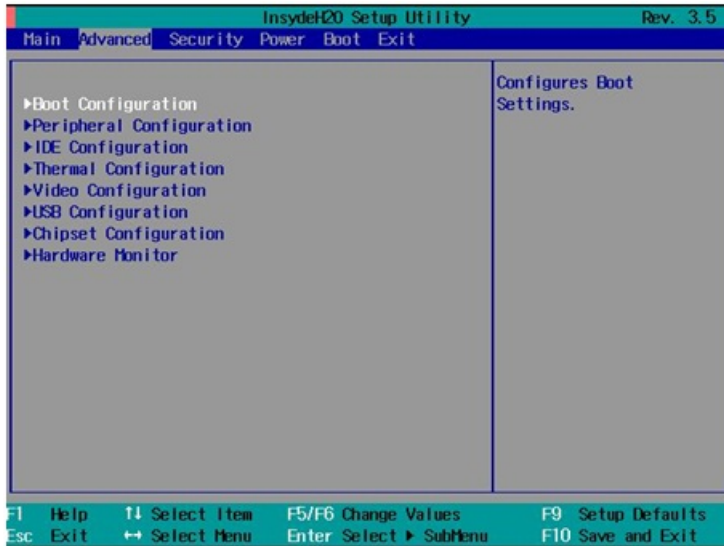 InsydeH20 Setup Utility Rev. 3.5
Main Advanced Security Power Boot Exit
▶Boot Configuration
▶Peripheral Configuration
▶IDE Configuration
▶Thermal Configuration
▶Video Configuration
▶USB Configuration
▶Chipset Configuration
▶Hardware Monitor
Configures Boot
Settings.
F1 Help ↑↓ Select Item F5/F6 Change Values F9 Setup Defaults
Esc Exit ↔ Select Menu Enter Select ▶ SubMenu F10 Save and Exit